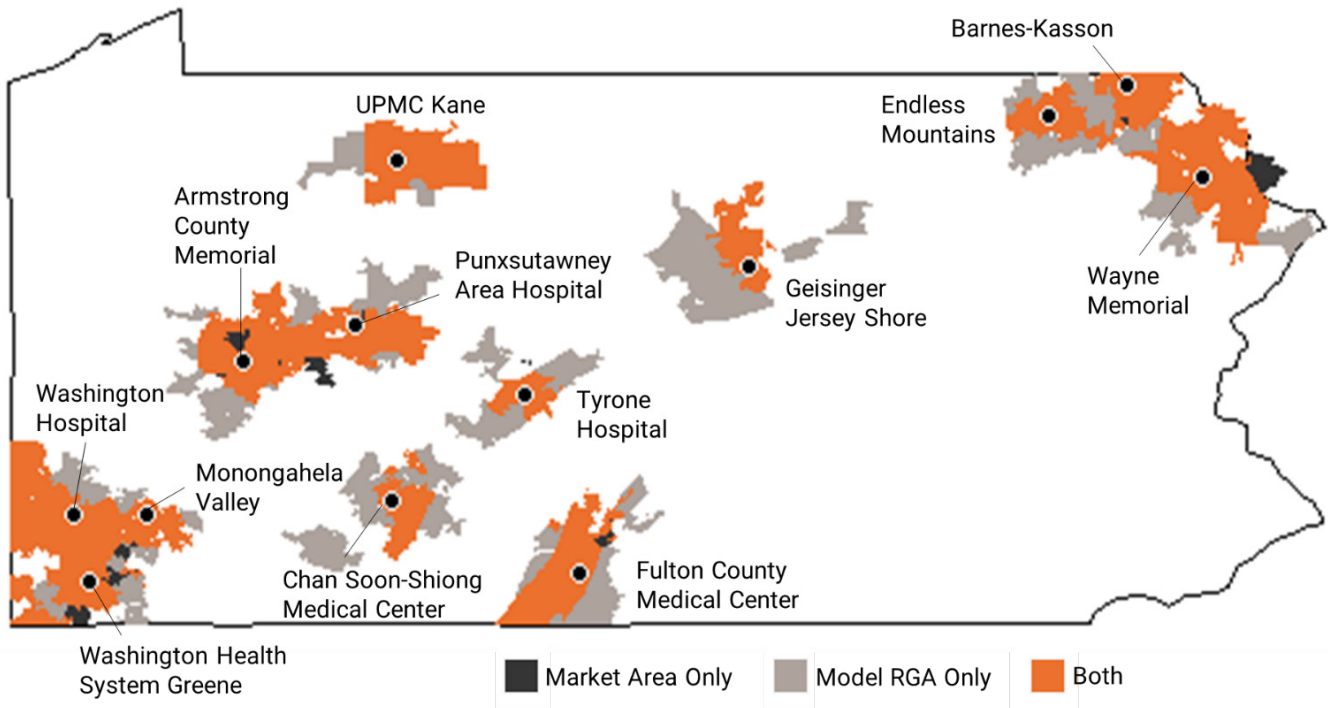 Barnes-Kasson
UPMC Kane
Endless
Mountains
Armstrong
County
Memorial
Punxsutawney
Area Hospital
Geisinger
Jersey Shore
Wayne
Memorial
Washington
Hospital
Tyrone
Hospital
Monongahela
Valley
Chan Soon-Shiong
Medical Center
Fulton County
Medical Center
Washington Health
System Greene
Market Area Only
Model RGA Only
Both